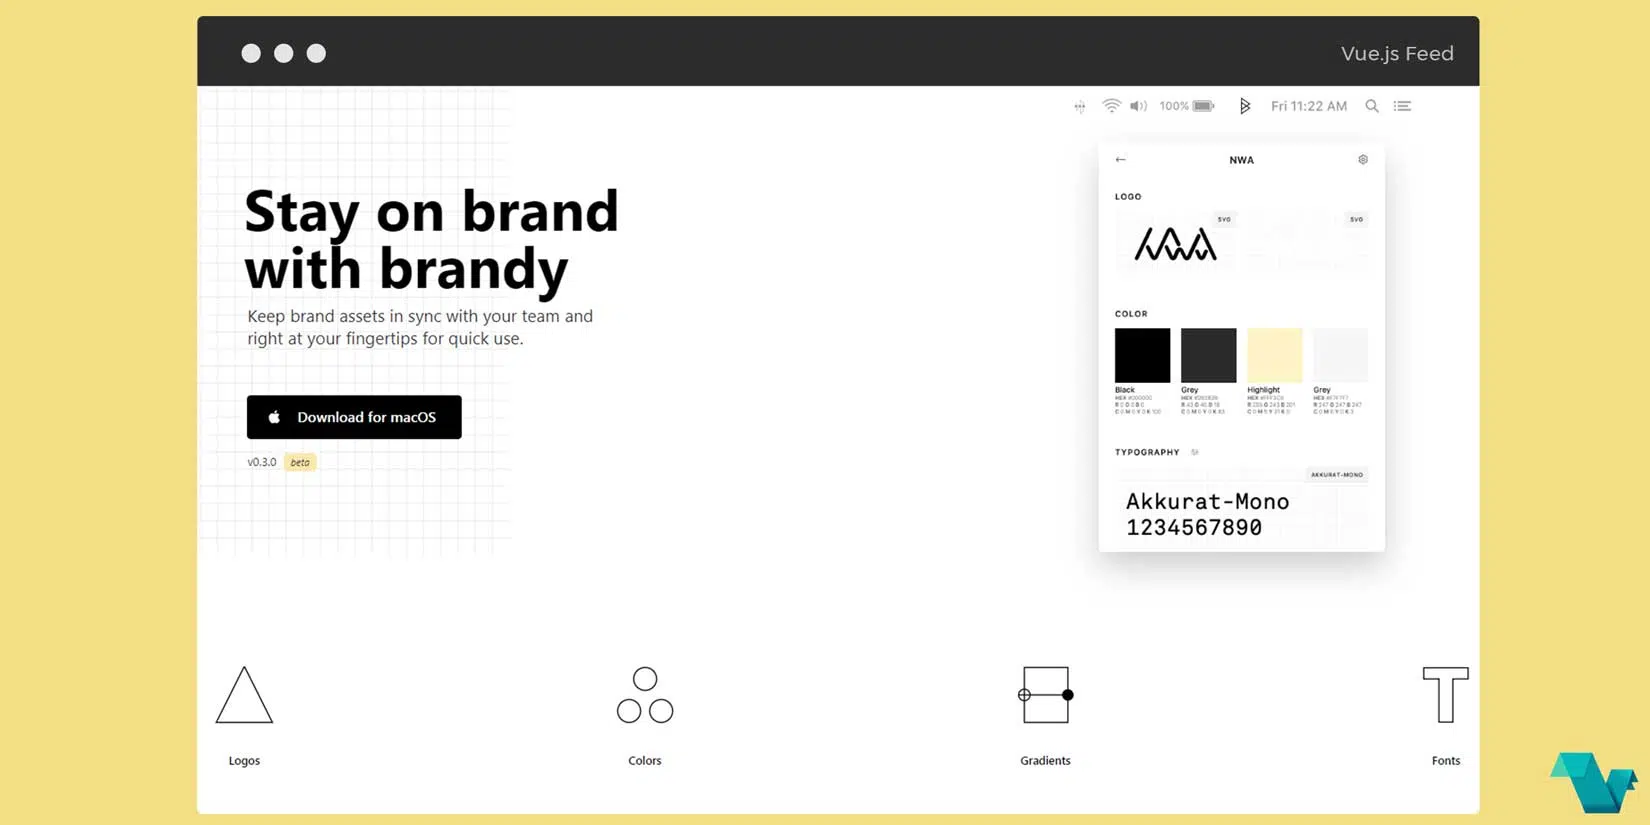 Vue.js Feed
100%
Fri 11:22 AM
Stay on brand
with brandy
Keep brand assets in sync with your team and
right at your fingertips for quick use.
Download for macOS
v0.3.0 beta
NWA
LOGO
SVG SVG
COLOR
Black Grey Highlight Grey
HEX #000000
TYPOGRAPHY
AKKURAT-MONO
Akkurat-Mono
1234567890
Logos Colors Gradients Fonts